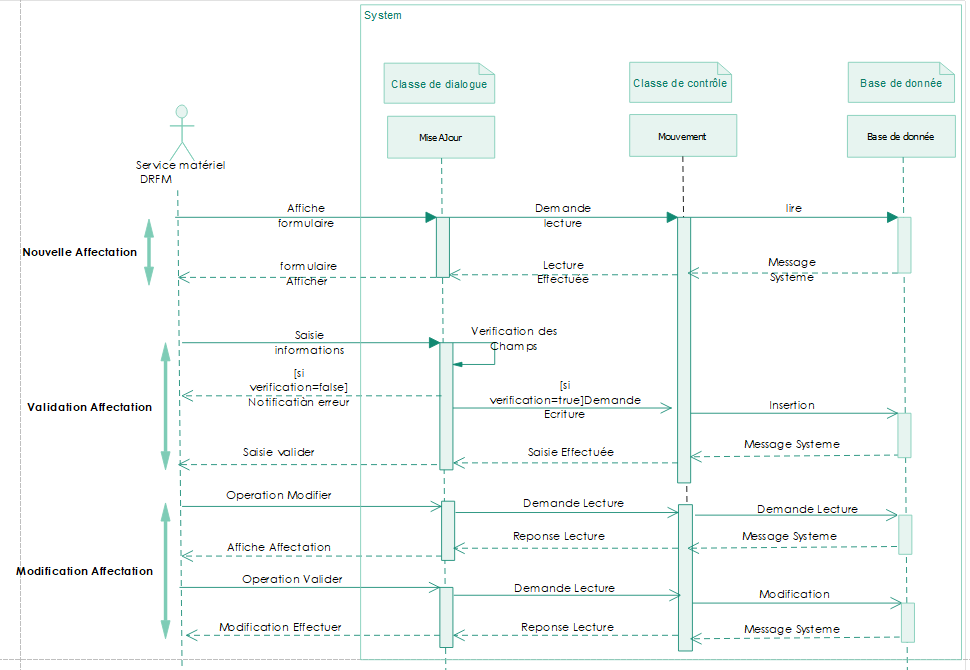 System
Classe de dialogue
Classe de contrôle
Base de donnée
MiseAJour
Mouvement
Base de donnée
Service matériel
DRFM
Affiche
formulaire
Demande
lecture
lire
Nouvelle Affectation
formulaire
Afficher
Lecture
Effectuée
Message
Systeme
Saisie
informations
Verification des
Champs
[si
verification=false]
Notification erreur
[si
verification=true]Demande
Ecriture
Insertion
Validation Affectation
Saisie valider
Saisie Effectuée
Message Systeme
Operation Modifier
Demande Lecture
Demande Lecture
Affiche Affectation
Reponse Lecture
Message Systeme
Modification Affectation
Operation Valider
Demande Lecture
Modification
Modification Effectuer
Reponse Lecture
Message Systeme